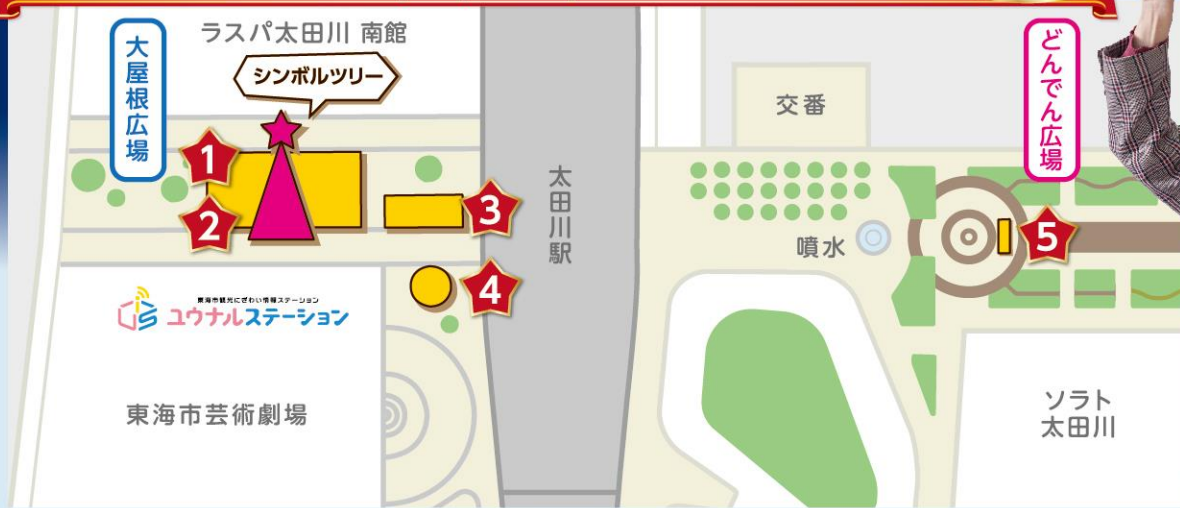 ラスパ太田川 南館
大屋根広場
シンボルツリー
1
2
3
4
太田川駅
東海市観光にぎわい情報ステーション
ユウナルステーション
東海市芸術劇場
交番
噴水
どんでん広場
5
ソラト
太田川